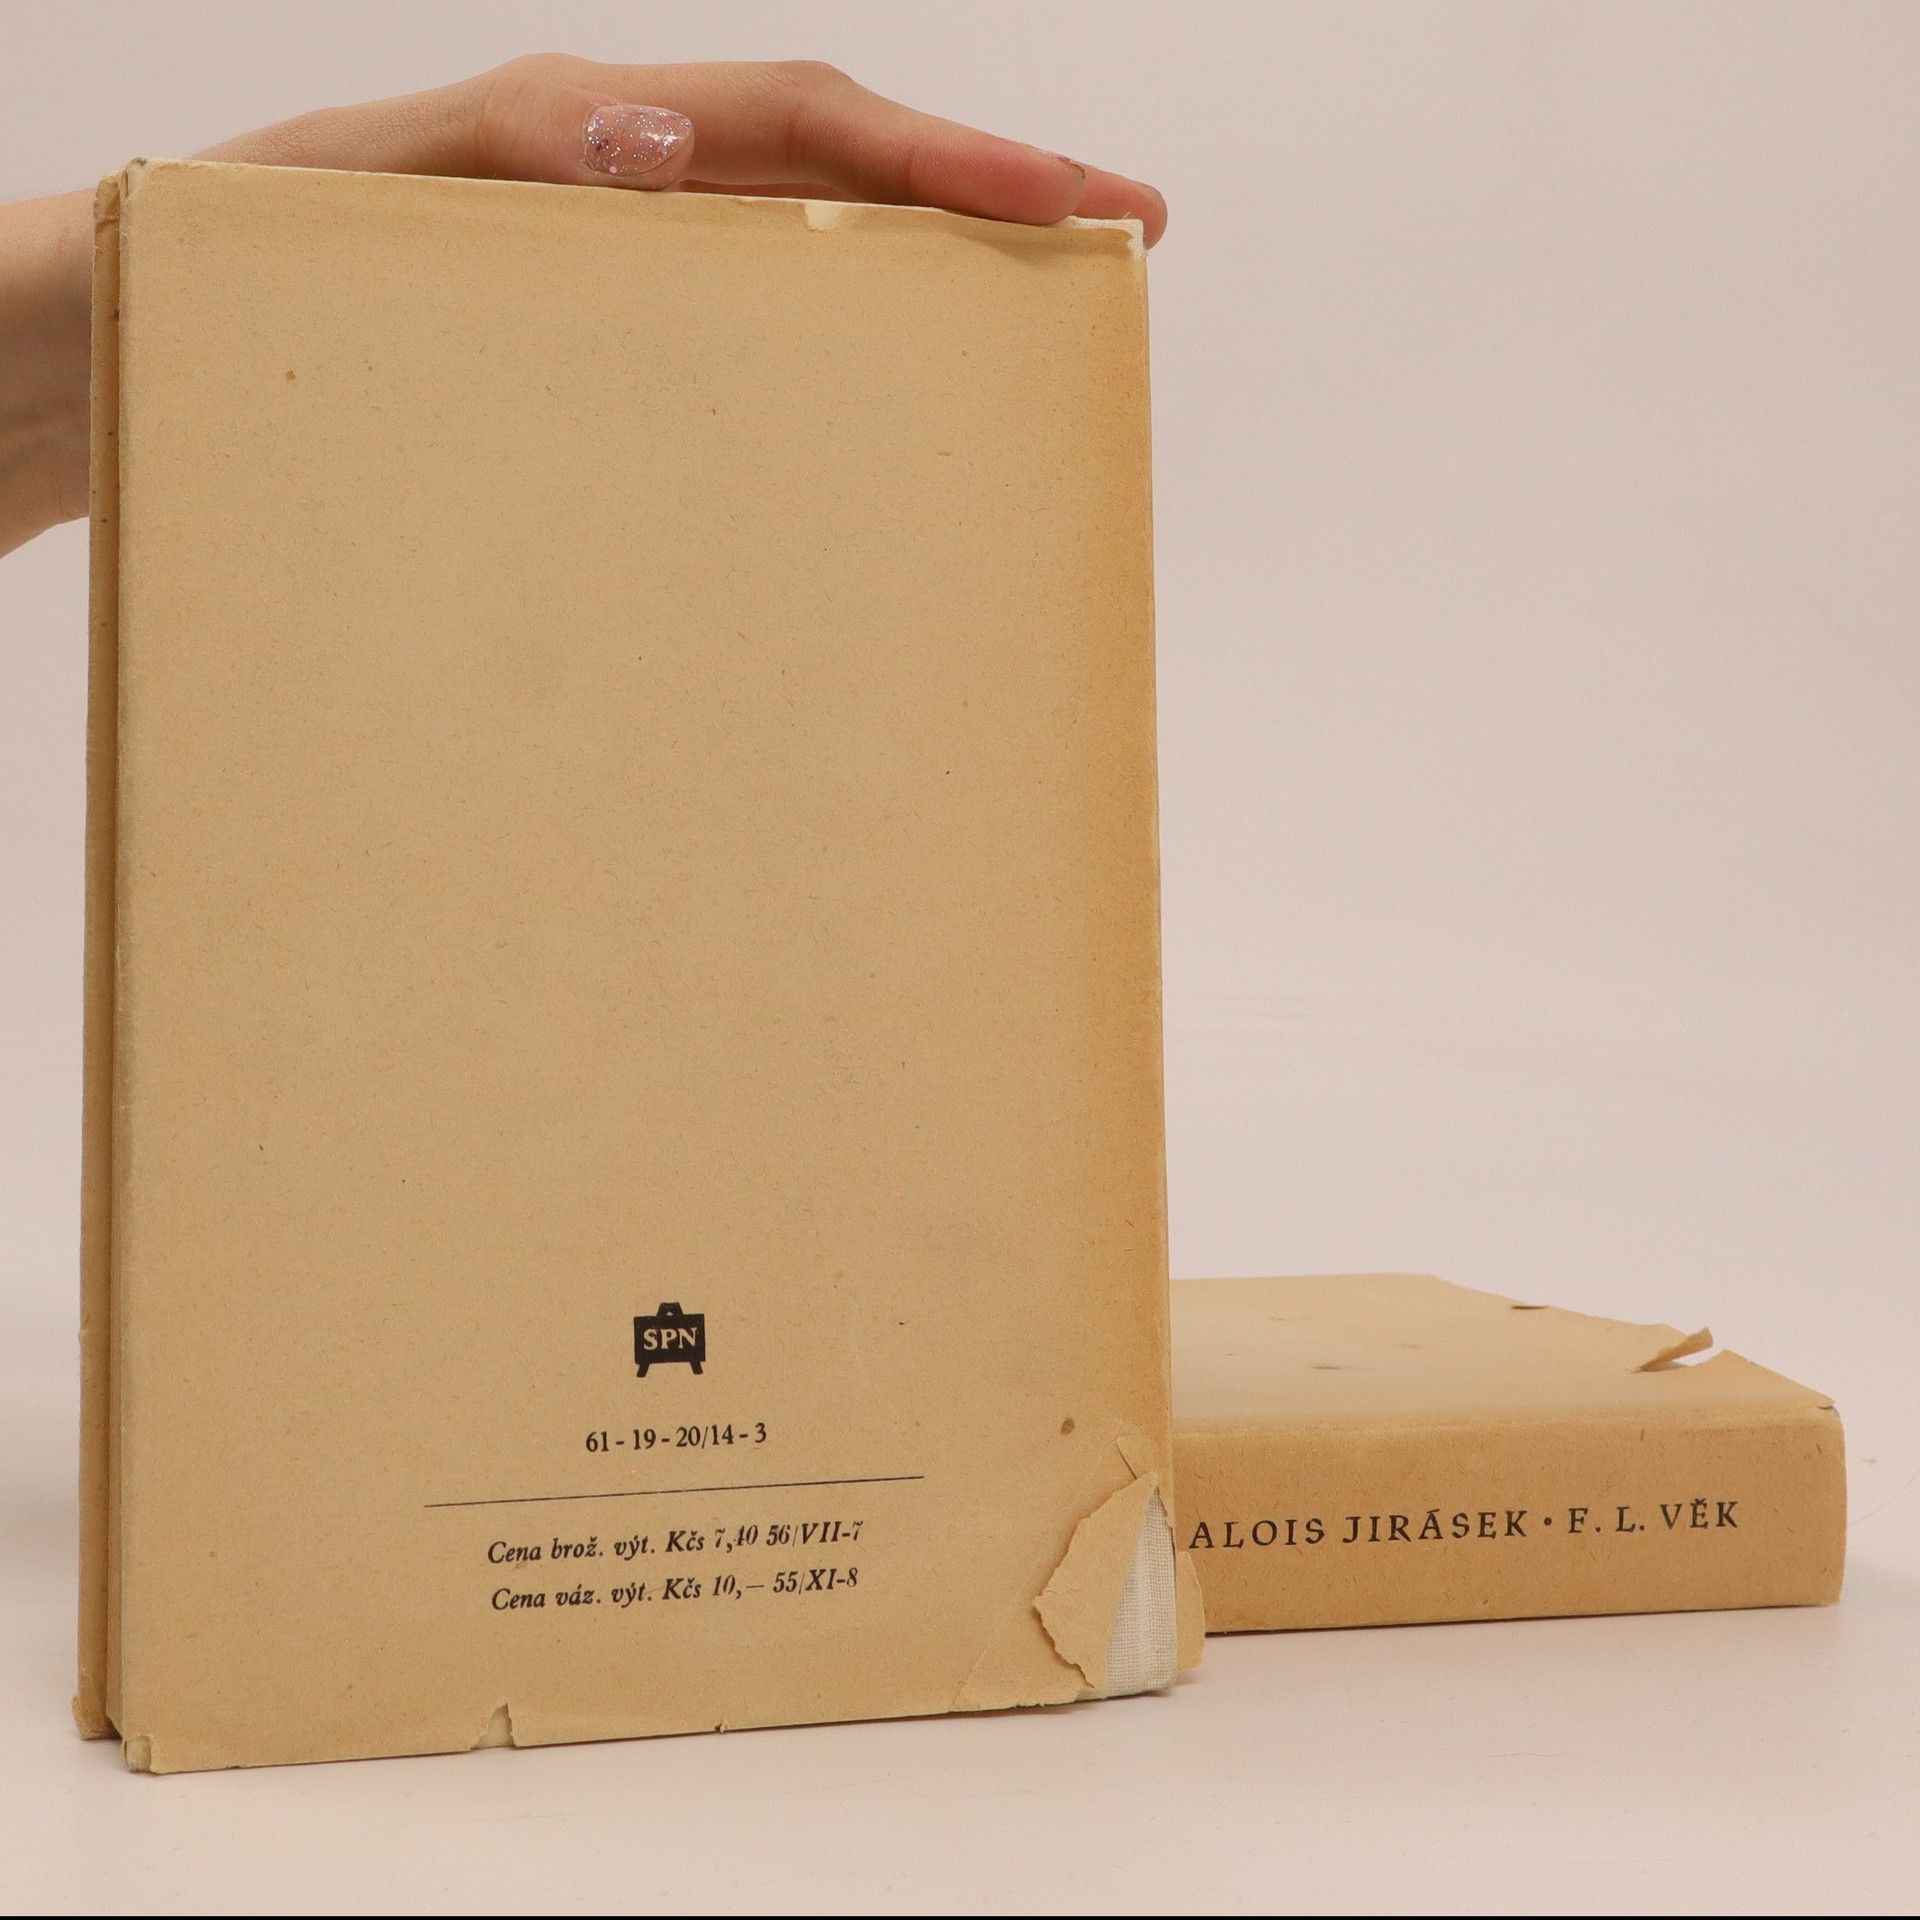 SPN
61-19-20/14-3
Cena brož. výt. Kčs 7,40 56/VII-7
Cena váz. výt. Kčs 10,— 55/XI-8
ALOIS JIRÁSEK • F. L. VĚK